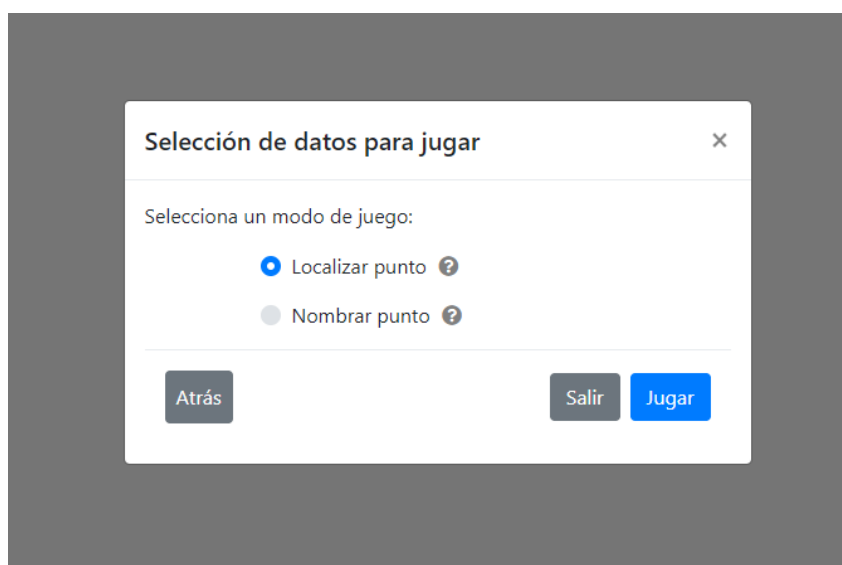 Selección de datos para jugar ×
Selecciona un modo de juego:
Localizar punto ?
Nombrar punto ?
Atrás Salir Jugar